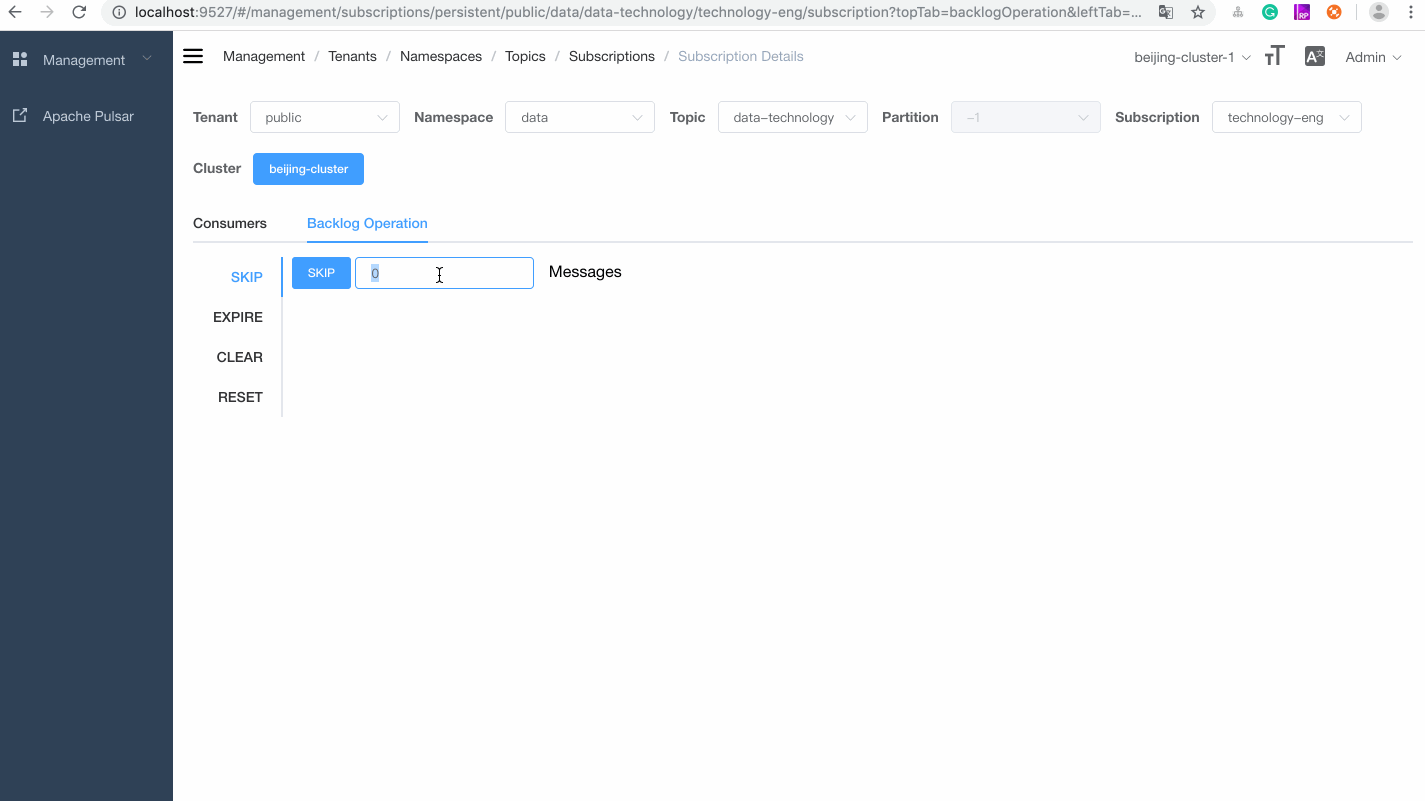 localhost:9527/#/management/subscriptions/persistent/public/data/data-technology/technology-eng/subscription?topTab=backlogOperation&leftTab=...
Management
Apache Pulsar
Management / Tenants / Namespaces / Topics / Subscriptions / Subscription Details
beijing-cluster-1
Admin
Tenant public Namespace data Topic data-technology Partition -1 Subscription technology-eng
Cluster beijing-cluster
Consumers Backlog Operation
SKIP SKIP 0 Messages
EXPIRE
CLEAR
RESET